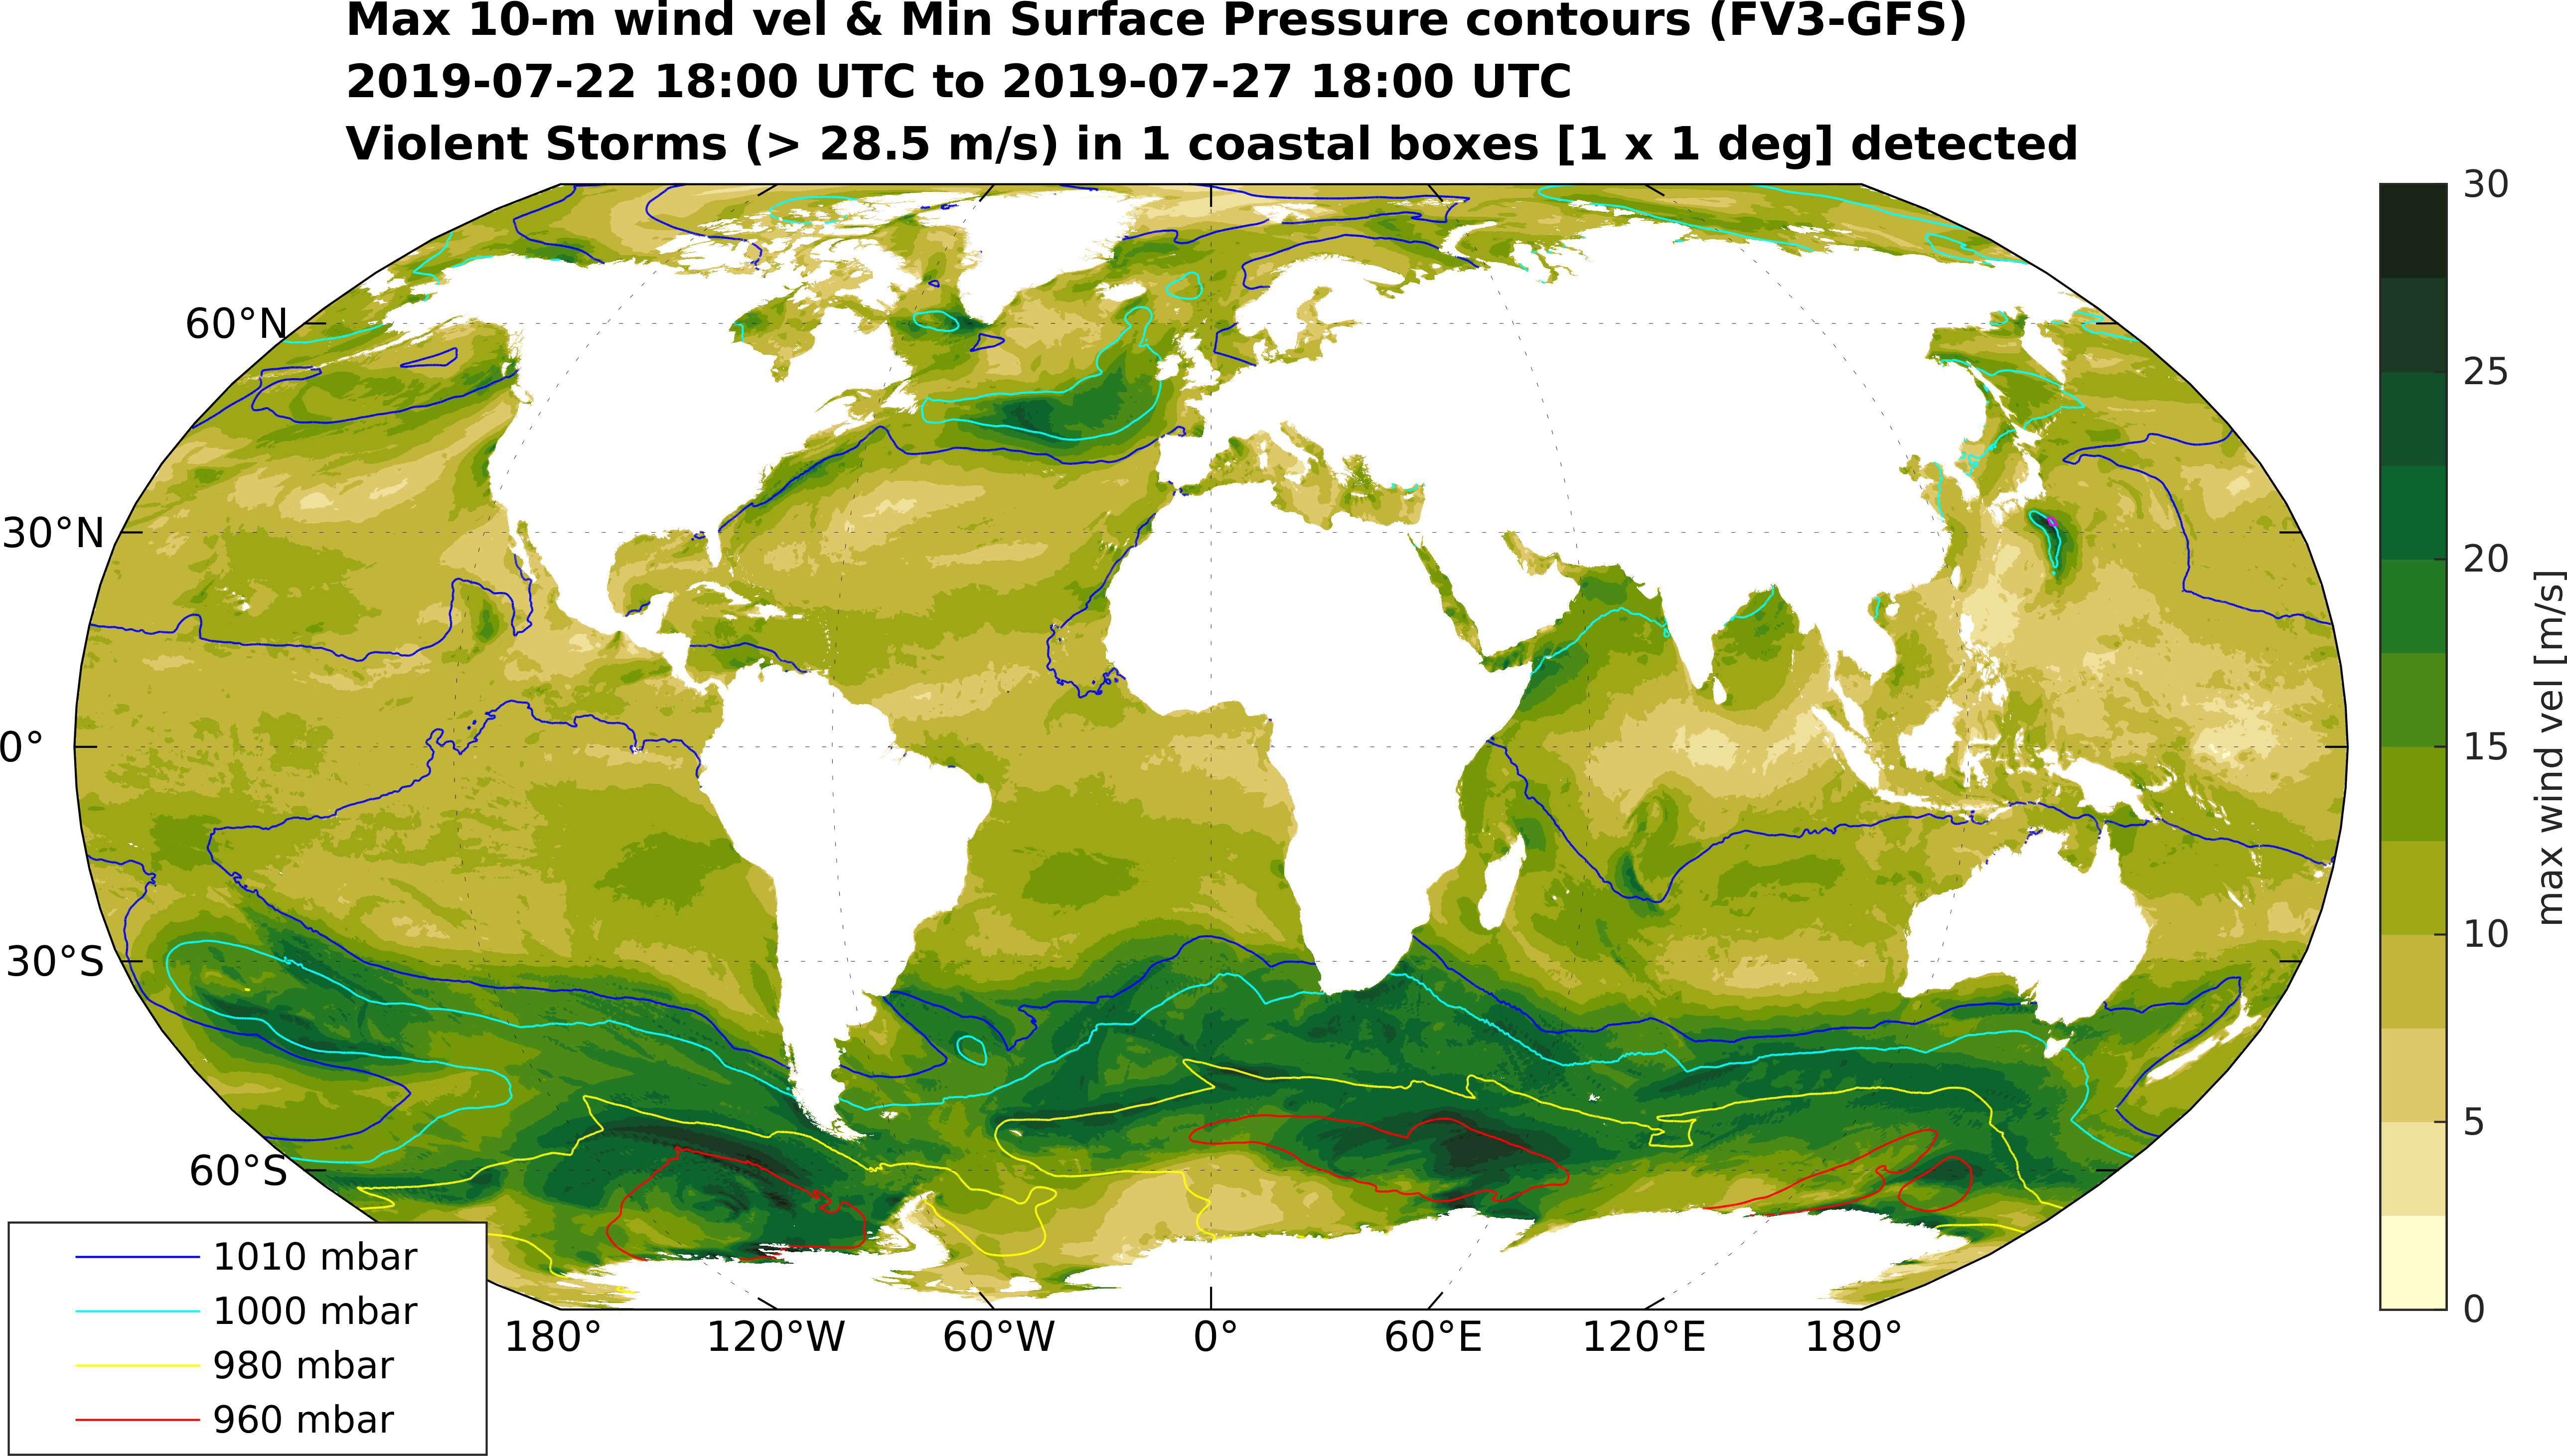 Max 10-m wind vel & Min Surface Pressure contours (FV3-GFS)
2019-07-22 18:00 UTC to 2019-07-27 18:00 UTC
Violent Storms (> 28.5 m/s) in 1 coastal boxes [1 x 1 deg] detected
60°N
30°N
0°
30°S
60°S
180°
120°W
60°W
0°
60°E
120°E
180°
1010 mbar
1000 mbar
980 mbar
960 mbar
30
25
20
15
10
5
0
max wind vel [m/s]